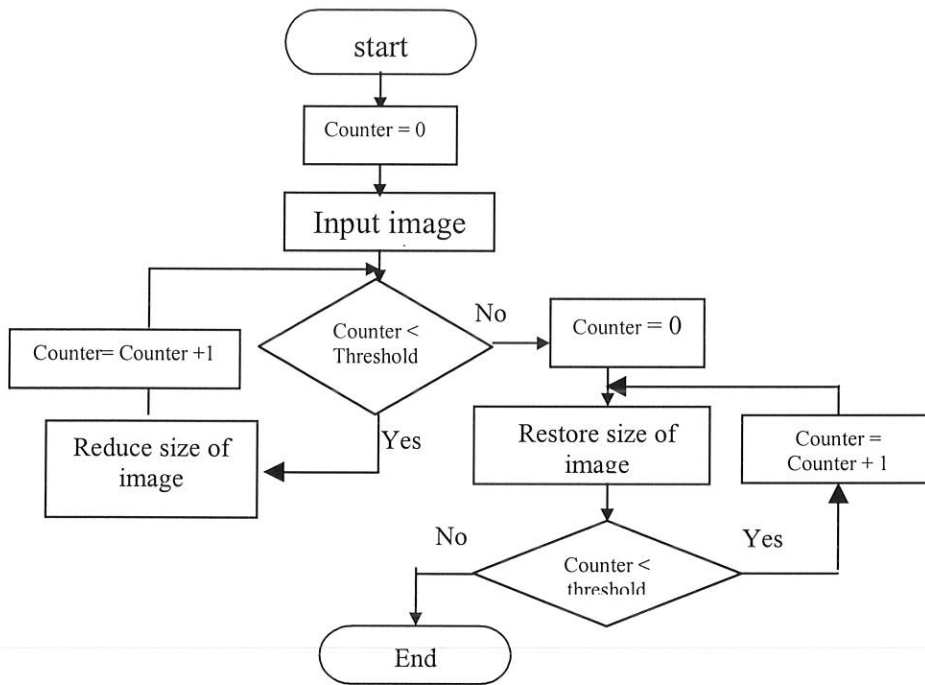 start
Counter = 0
Input image
Counter <
Threshold
No
Counter = 0
Counter= Counter +1
Yes
Reduce size of
image
Restore size of
image
Counter =
Counter + 1
No
Yes
Counter <
threshold
End